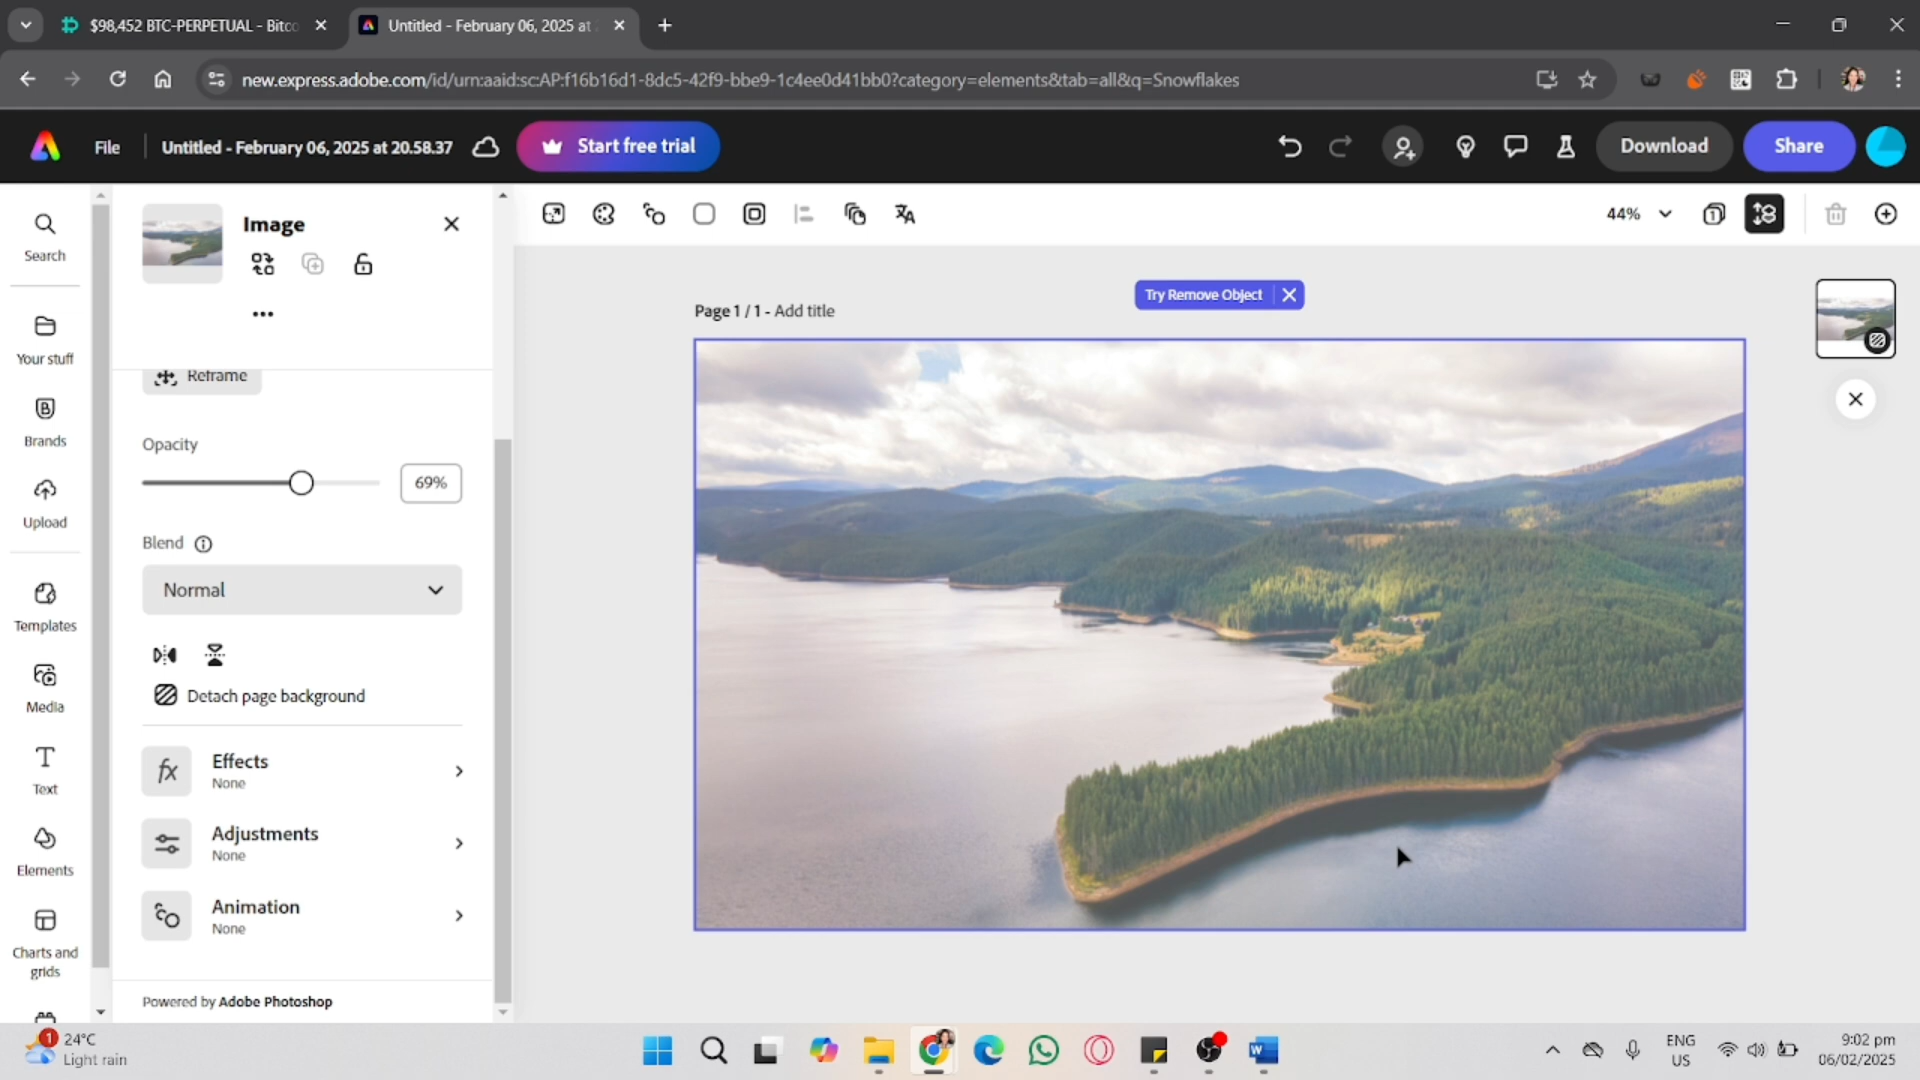 $98,452 BTC-PERPETUAL - Bitco
Untitled - February 06, 2025 at
new.express.adobe.com/id/urn:aaid:sc:AP:f16b16d1-8dc5-42f9-bbe9-1c4ee0d41bb0?category=elements&tab=all&q=Snowflakes
File
Untitled - February 06, 2025 at 20.58.37
Start free trial
Download
Share
Search
Your stuff
Brands
Upload
Templates
Media
Text
Elements
Charts and
grids
Image
Reframe
Opacity
69%
Blend
Normal
Detach page background
Effects
None
Adjustments
None
Animation
None
Powered by Adobe Photoshop
44%
1
Page 1 / 1 - Add title
Try Remove Object
1
24°C
Light rain
ENG
US
9:02 pm
06/02/2025